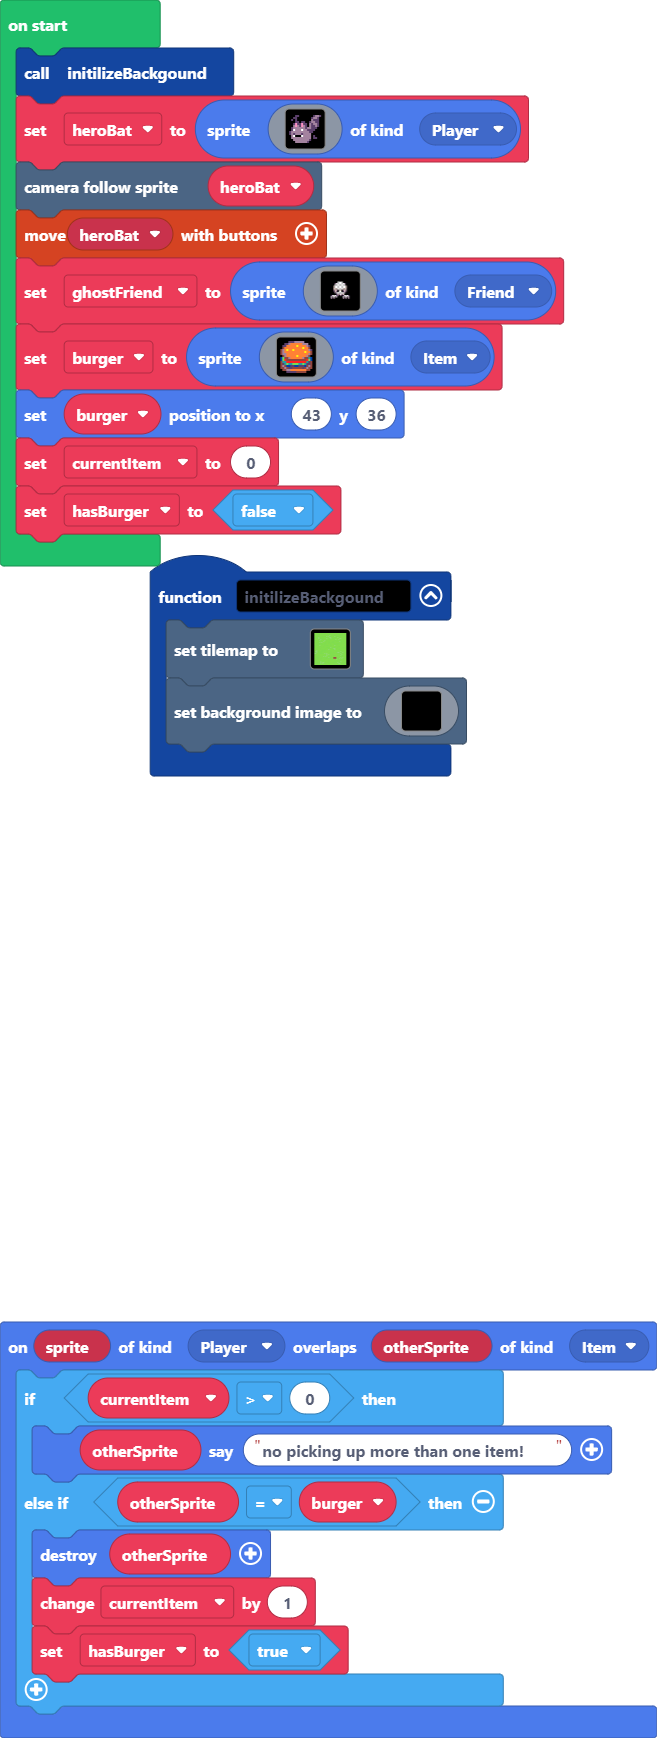 on start
call initilizeBackgound
set heroBat to sprite of kind Player
camera follow sprite heroBat
move heroBat with buttons
set ghostFriend to sprite of kind Friend
set burger to sprite of kind Item
set burger position to x 43 y 36
set currentItem to 0
set hasBurger to false
function initilizeBackgound
set tilemap to
set background image to
on sprite of kind Player overlaps otherSprite of kind Item
if currentItem > 0 then
otherSprite say "no picking up more than one item!"
else if otherSprite = burger then
destroy otherSprite
change currentItem by 1
set hasBurger to true